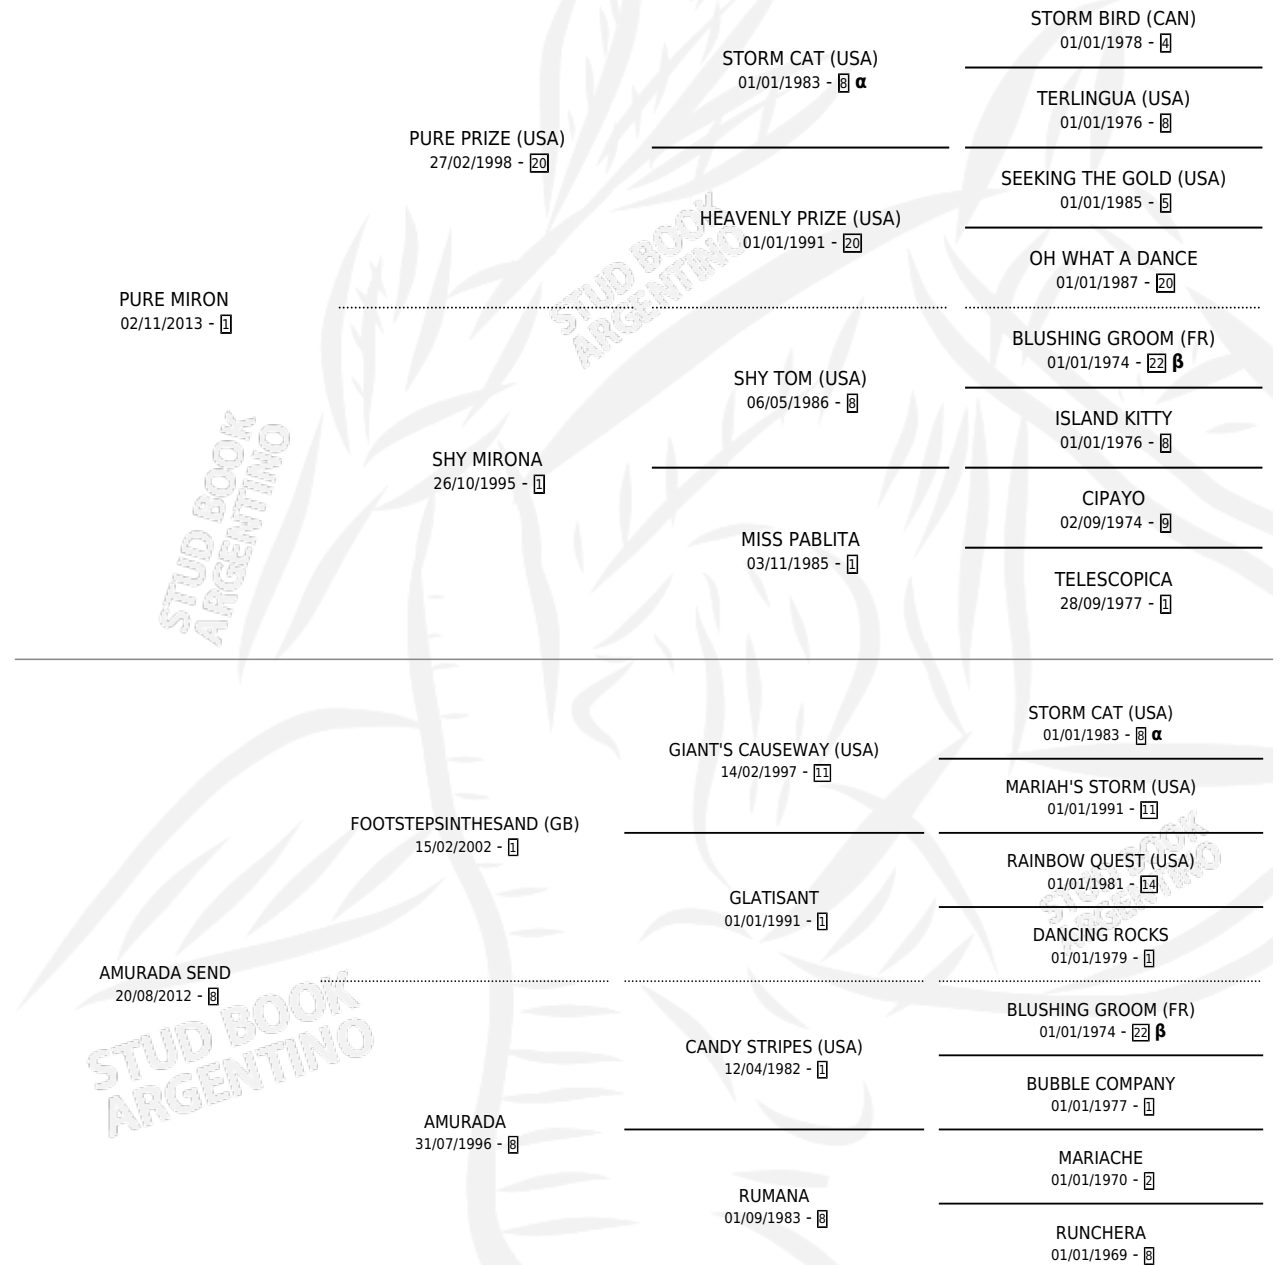 STORM BIRD (CAN)
01/01/1978 - 4
STORM CAT (USA)
01/01/1983 - 8 α
TERLINGUA (USA)
01/01/1976 - 8
PURE PRIZE (USA)
27/02/1998 - 20
SEEKING THE GOLD (USA)
01/01/1985 - 5
HEAVENLY PRIZE (USA)
01/01/1991 - 20
OH WHAT A DANCE
01/01/1987 - 20
PURE MIRON
02/11/2013 - 1
BLUSHING GROOM (FR)
01/01/1974 - 22 β
SHY TOM (USA)
06/05/1986 - 8
ISLAND KITTY
01/01/1976 - 8
SHY MIRONA
26/10/1995 - 1
CIPAYO
02/09/1974 - 9
MISS PABLITA
03/11/1985 - 1
TELESCOPICA
28/09/1977 - 1
STORM CAT (USA)
01/01/1983 - 8 α
GIANT'S CAUSEWAY (USA)
14/02/1997 - 11
MARIAH'S STORM (USA)
01/01/1991 - 11
FOOTSTEPSINTHESAND (GB)
15/02/2002 - 1
RAINBOW QUEST (USA)
01/01/1981 - 14
GLATISANT
01/01/1991 - 1
DANCING ROCKS
01/01/1979 - 1
AMURADA SEND
20/08/2012 - 8
BLUSHING GROOM (FR)
01/01/1974 - 22 β
CANDY STRIPES (USA)
12/04/1982 - 1
BUBBLE COMPANY
01/01/1977 - 1
AMURADA
31/07/1996 - 8
MARIACHE
01/01/1970 - 2
RUMANA
01/09/1983 - 8
RUNCHERA
01/01/1969 - 8
STUD BOOK
ARGENTINO
STUD BOOK
ARGENTINO
STUD BOOK
ARGENTINO
STUD BOOK
ARGENTINO